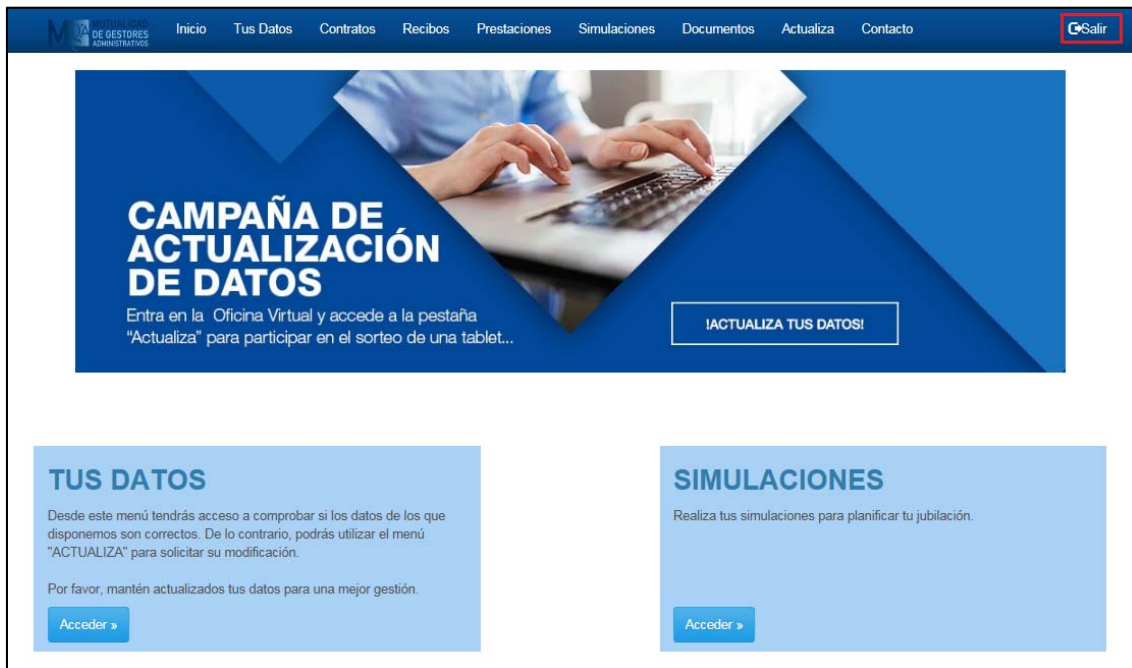 MUTUALIDAD
DE GESTORES
ADMINISTRATIVOS
Inicio Tus Datos Contratos Recibos Prestaciones Simulaciones Documentos Actualiza Contacto Salir
CAMPAÑA DE
ACTUALIZACIÓN
DE DATOS
Entra en la Oficina Virtual y accede a la pestaña
"Actualiza" para participar en el sorteo de una tablet...
!ACTUALIZA TUS DATOS!
TUS DATOS
Desde este menú tendrás acceso a comprobar si los datos de los que
disponemos son correctos. De lo contrario, podrás utilizar el menú
"ACTUALIZA" para solicitar su modificación.
Por favor, mantén actualizados tus datos para una mejor gestión.
Acceder »
SIMULACIONES
Realiza tus simulaciones para planificar tu jubilación.
Acceder »